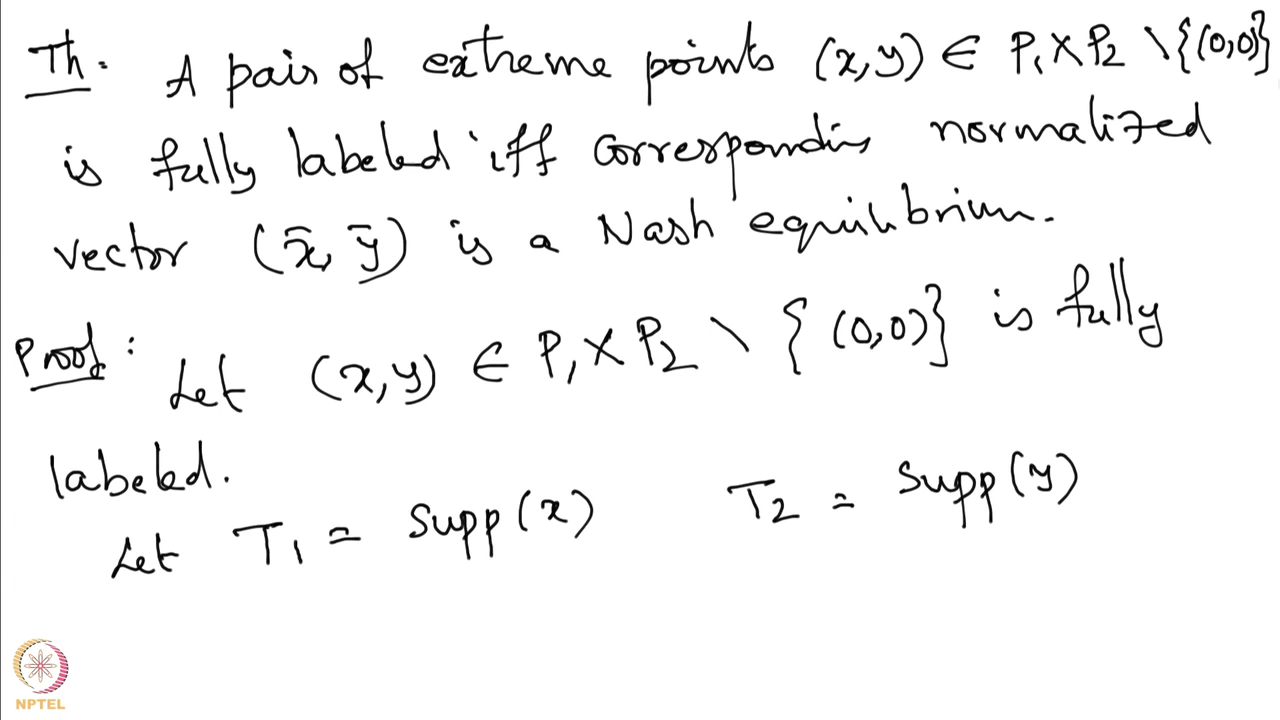 Th. A pair of extreme points (x,y) ∈ P₁ X P₂ \ {(0,0)}
is fully labeled iff corresponding normalized
vector (x̄, ȳ) is a Nash equilibrium.
Proof: Let (x,y) ∈ P₁ X P₂ \ {(0,0)} is fully
labeled.
Let T₁ = Supp(x) T₂ = Supp(y)
NPTEL